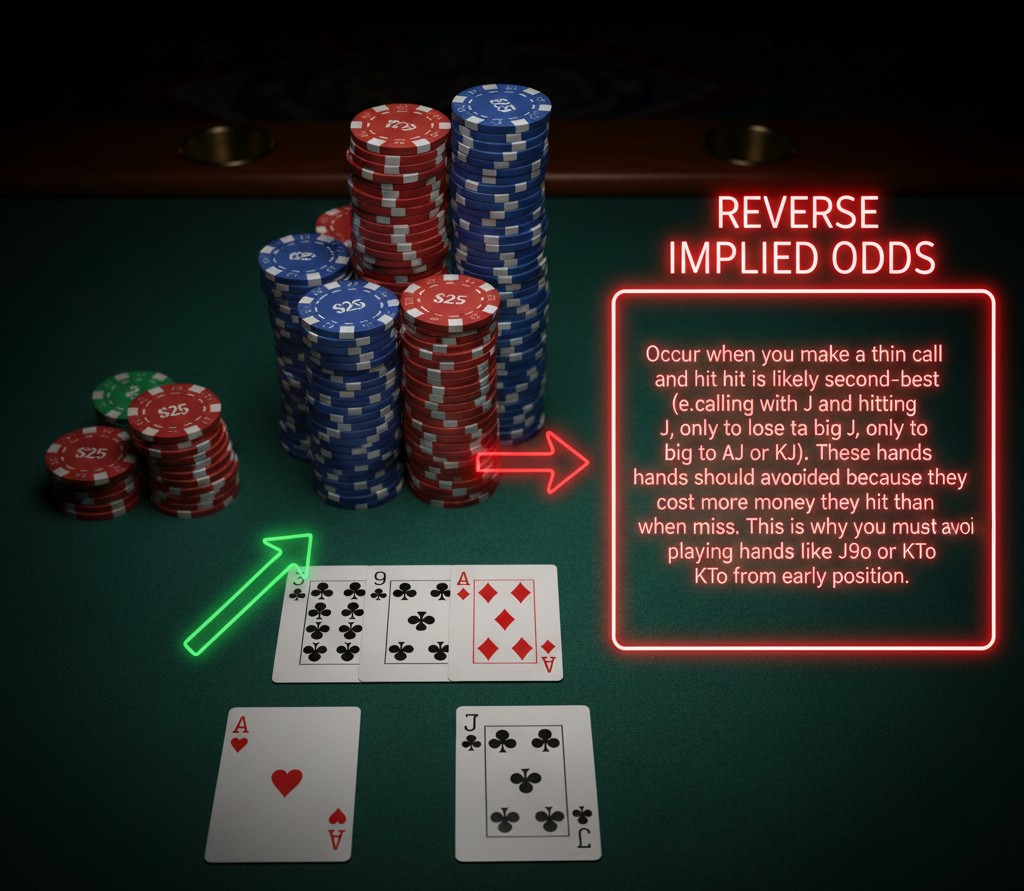 $25
$25
$25
$25
REVERSE
IMPLIED ODDS
Occur when you make a thin call
and hit hit is likely second-best
(e.calling with J and hitting
J, only to lose ta big J, only to
big to AJ or KJ). These hands
hands should avooided because they
cost more money they hit than
when miss. This is why you must avoi
playing hands like J9o or KTo
KTo from early position.
3
9
A
A
A
A
J
J